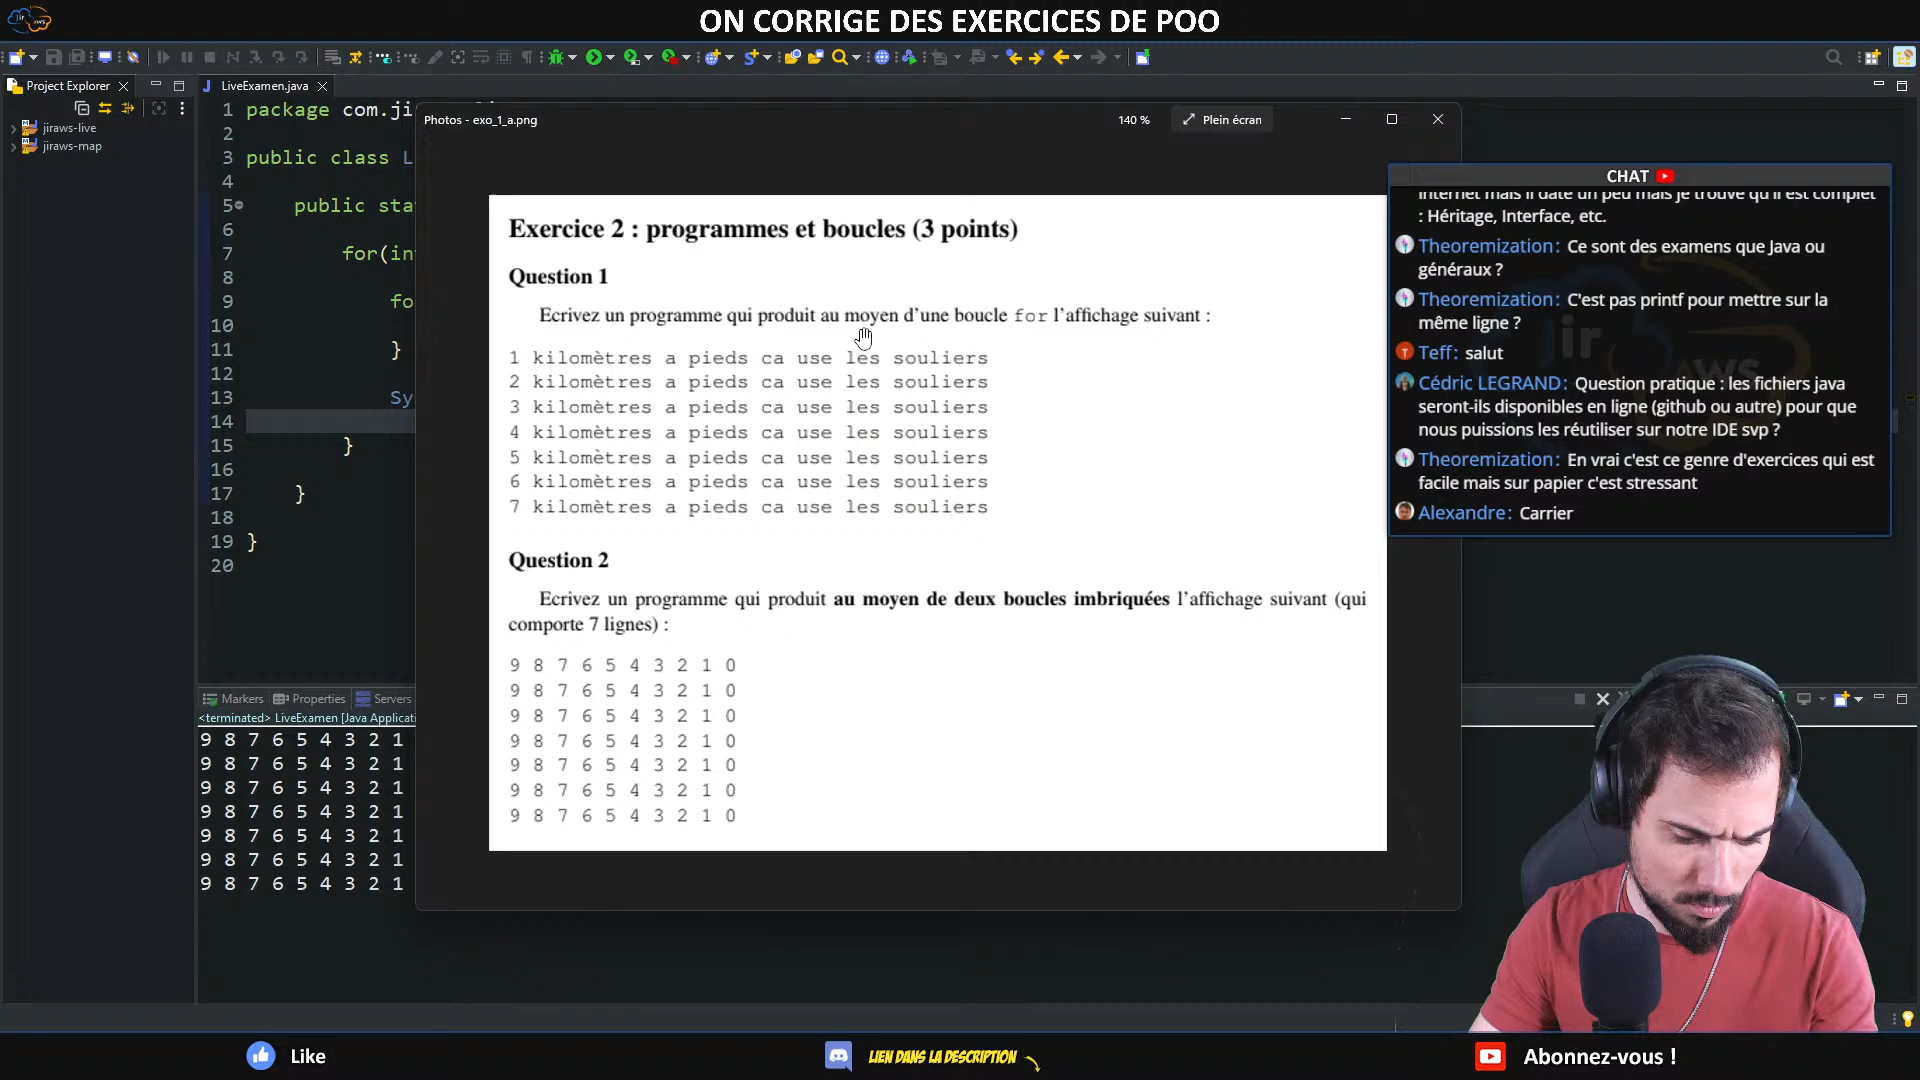 ON CORRIGE DES EXERCICES DE POO
Project Explorer
jiraws-live
jiraws-map
LiveExamen.java
1 package com.ji
2
3 public class L
4
5 public sta
6
7 for(in
8
9 fo
10
11 }
12
13 Sy
14
15 }
16
17 }
18
19 }
20
Photos - exo_1_a.png
140 %
Plein écran
Exercice 2 : programmes et boucles (3 points)
Question 1
Ecrivez un programme qui produit au moyen d'une boucle for l'affichage suivant :
1 kilomètres a pieds ca use les souliers
2 kilomètres a pieds ca use les souliers
3 kilomètres a pieds ca use les souliers
4 kilomètres a pieds ca use les souliers
5 kilomètres a pieds ca use les souliers
6 kilomètres a pieds ca use les souliers
7 kilomètres a pieds ca use les souliers
Question 2
Ecrivez un programme qui produit au moyen de deux boucles imbriquées l'affichage suivant (qui
comporte 7 lignes) :
9 8 7 6 5 4 3 2 1 0
9 8 7 6 5 4 3 2 1 0
9 8 7 6 5 4 3 2 1 0
9 8 7 6 5 4 3 2 1 0
9 8 7 6 5 4 3 2 1 0
9 8 7 6 5 4 3 2 1 0
9 8 7 6 5 4 3 2 1 0
CHAT
internet mais il date un peu mais je trouve qu'il est complet
: Héritage, Interface, etc.
Theoremization: Ce sont des examens que Java ou
généraux ?
Theoremization: C'est pas printf pour mettre sur la
même ligne ?
Teff: salut
Cédric LEGRAND: Question pratique : les fichiers java
seront-ils disponibles en ligne (github ou autre) pour que
nous puissions les réutiliser sur notre IDE svp ?
Theoremization: En vrai c'est ce genre d'exercices qui est
facile mais sur papier c'est stressant
Alexandre: Carrier
Markers Properties Servers
<terminated> LiveExamen [Java Applicati
9 8 7 6 5 4 3 2 1
9 8 7 6 5 4 3 2 1
9 8 7 6 5 4 3 2 1
9 8 7 6 5 4 3 2 1
9 8 7 6 5 4 3 2 1
9 8 7 6 5 4 3 2 1
9 8 7 6 5 4 3 2 1
Like
LIEN DANS LA DESCRIPTION
Abonnez-vous !